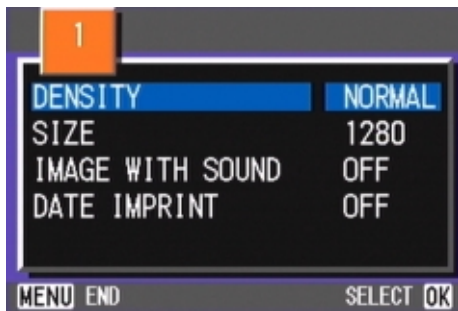 1
DENSITY NORMAL
SIZE 1280
IMAGE WITH SOUND OFF
DATE IMPRINT OFF
MENU END SELECT OK